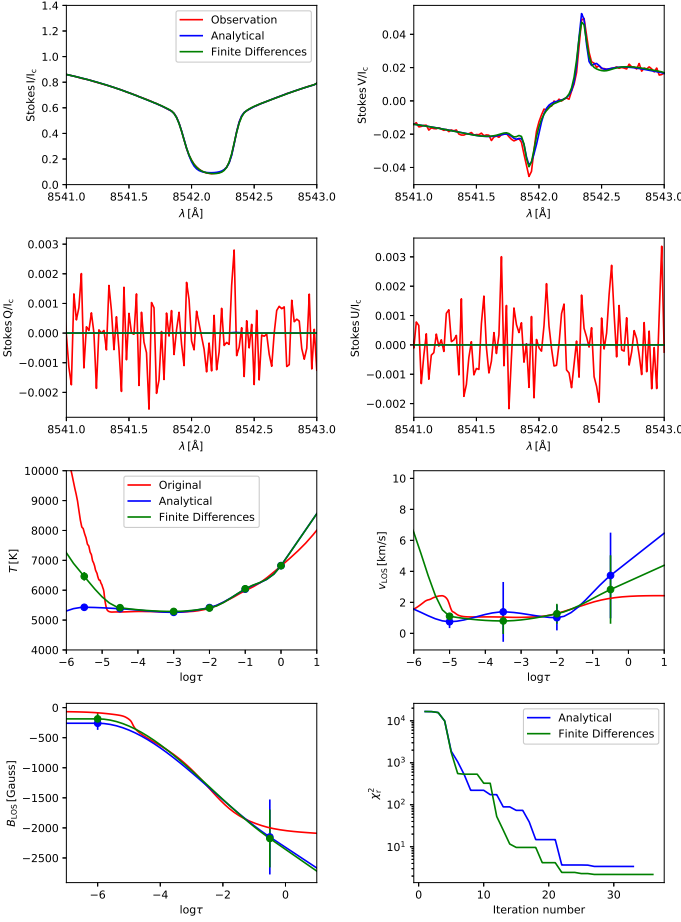 1.4
1.2
1.0
0.8
0.6
0.4
0.2
0.0
Stokes I/Ic
Observation
Analytical
Finite Differences
8541.0 8541.5 8542.0 8542.5 8543.0
λ [Å]
0.04
0.02
0.00
−0.02
−0.04
Stokes V/Ic
8541.0 8541.5 8542.0 8542.5 8543.0
λ [Å]
0.003
0.002
0.001
0.000
−0.001
−0.002
Stokes Q/Ic
8541.0 8541.5 8542.0 8542.5 8543.0
λ [Å]
0.003
0.002
0.001
0.000
−0.001
−0.002
Stokes U/Ic
8541.0 8541.5 8542.0 8542.5 8543.0
λ [Å]
10000
9000
8000
7000
6000
5000
4000
T [K]
Original
Analytical
Finite Differences
−6 −5 −4 −3 −2 −1 0 1
logτ
10
8
6
4
2
0
vLOS [km/s]
−6 −5 −4 −3 −2 −1 0 1
logτ
0
−500
−1000
−1500
−2000
−2500
BLOS [Gauss]
−6 −4 −2 0
logτ
10⁴
10³
10²
10¹
χ²r
Analytical
Finite Differences
0 10 20 30
Iteration number